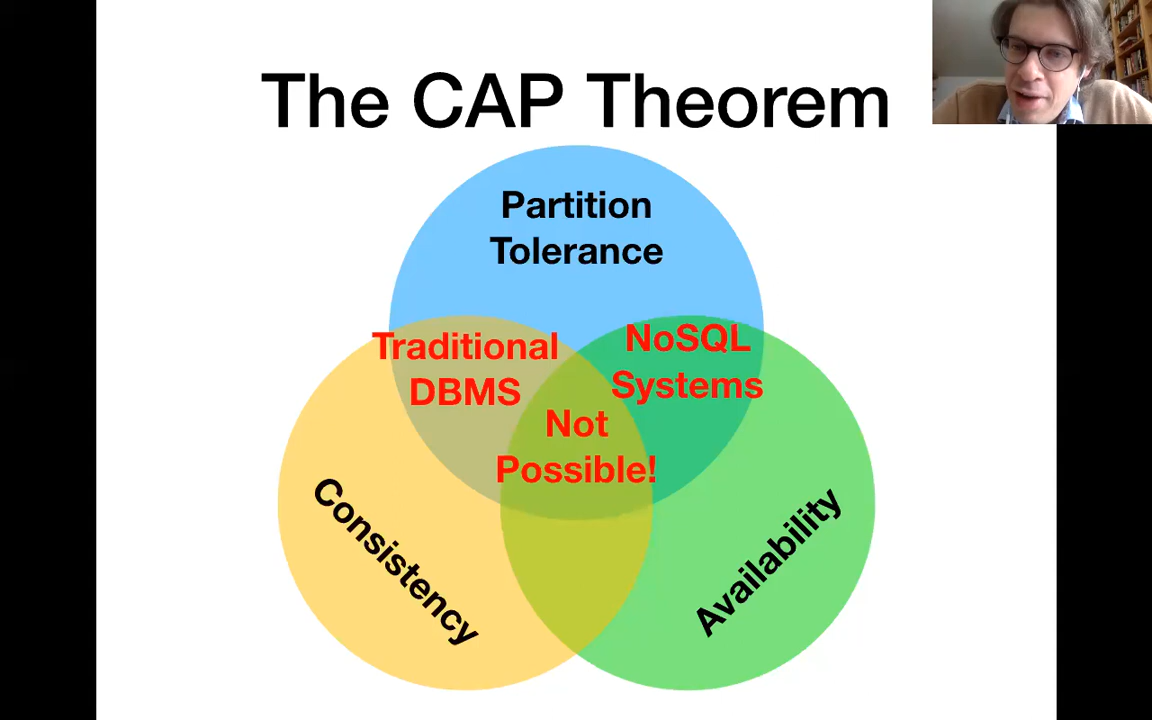 The CAP Theorem
Partition
Tolerance
Traditional
DBMS
NoSQL
Systems
Not
Possible!
Consistency
Availability